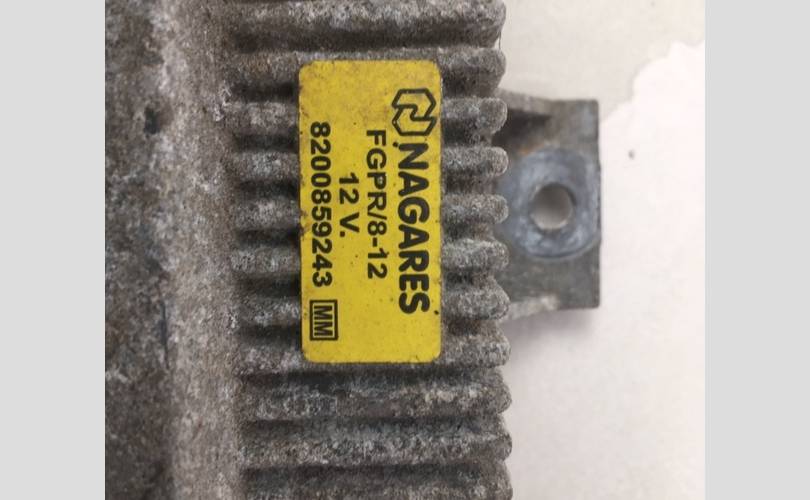 NAGARES
FGPR/8-12
12 V.
8200859243 MM